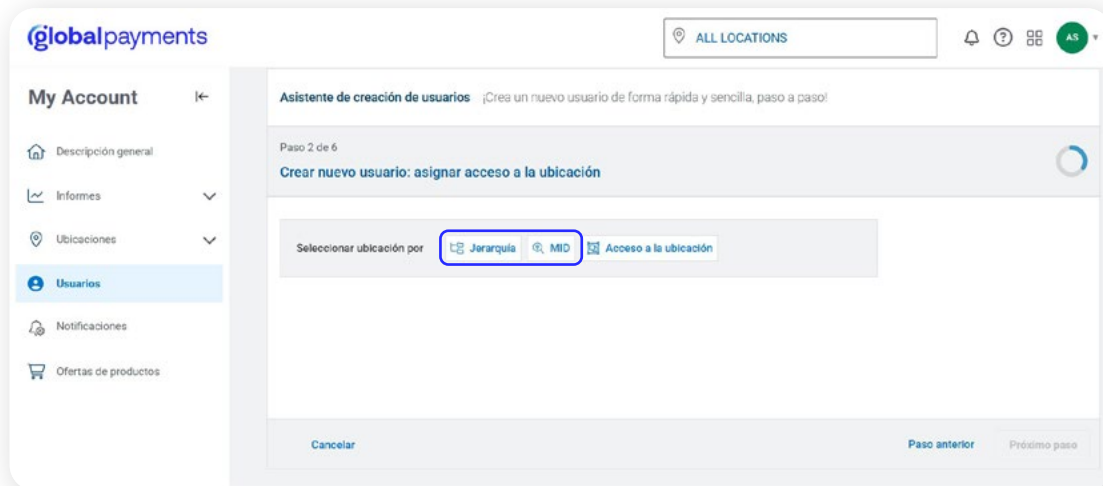 globalpayments
ALL LOCATIONS
AS
My Account
Descripción general
Informes
Ubicaciones
Usuarios
Notificaciones
Ofertas de productos
Asistente de creación de usuarios ¡Crea un nuevo usuario de forma rápida y sencilla, paso a paso!
Paso 2 de 6
Crear nuevo usuario: asignar acceso a la ubicación
Seleccionar ubicación por Jerarquía MID Acceso a la ubicación
Cancelar Paso anterior Próximo paso